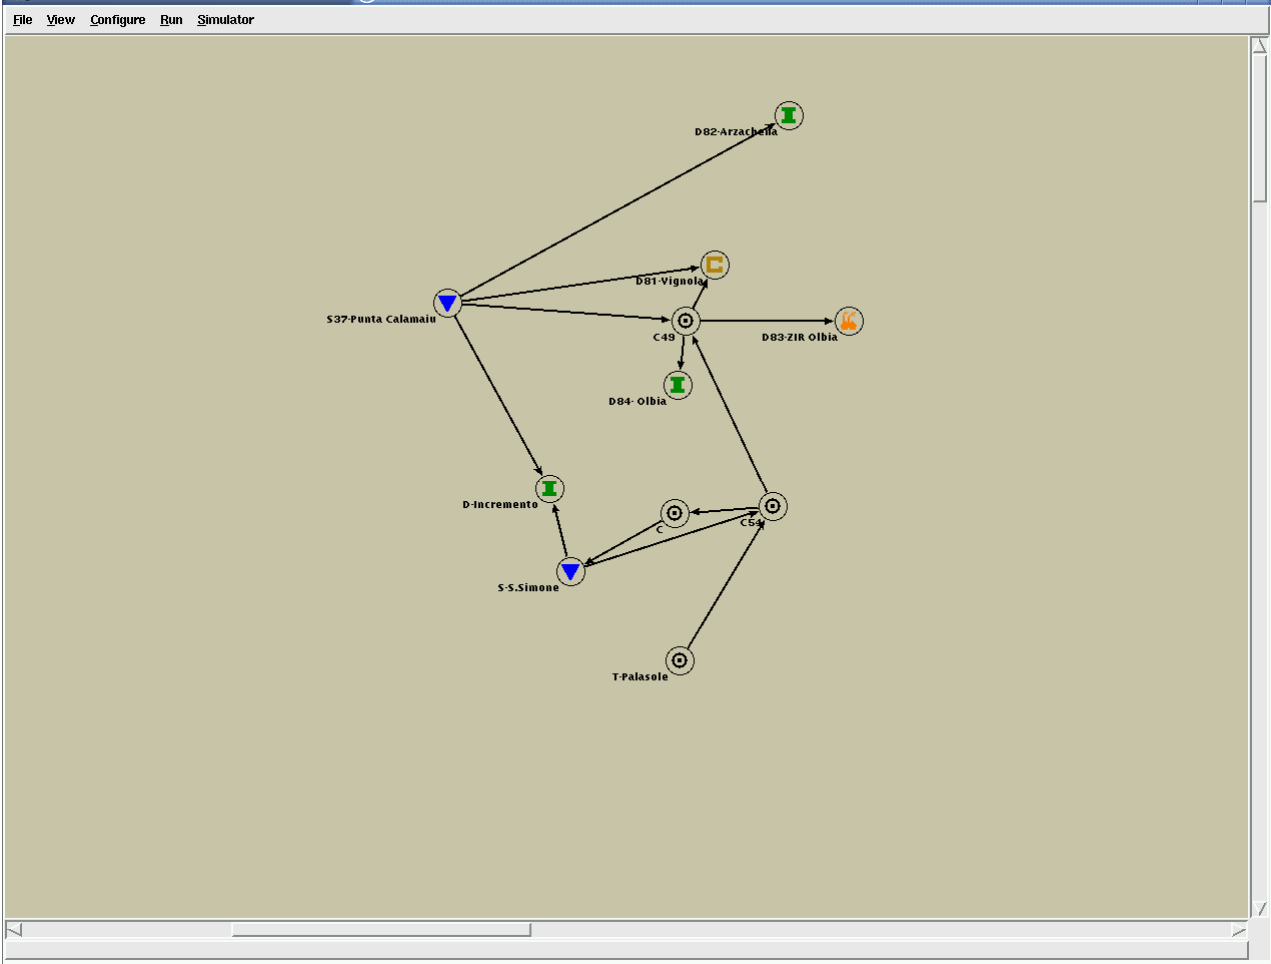 File View Configure Run Simulator
D82-Arzachena
D81-Vignola
S37-Punta Calamaiu
C49
D83-ZIR Olbia
D84- Olbia
D-Incremento
C
C54
S-S.Simone
T-Palasole